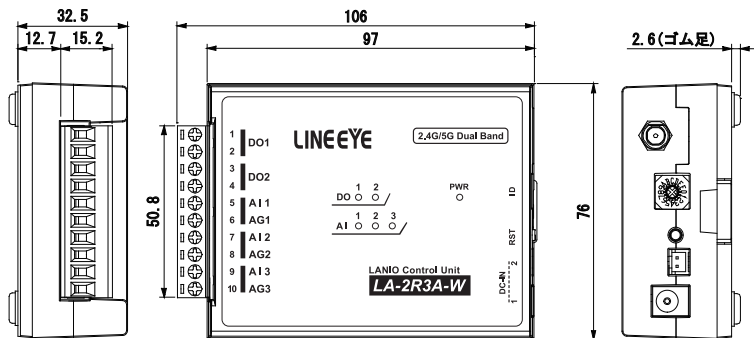 32.5
12.7
15.2
106
97
2.6(ゴム足)
50.8
76
LINEEYE
2.4G/5G Dual Band
1
2
DO1
3
4
DO2
5 AI1
6 AG1
7 AI2
8 AG2
9 AI3
10 AG3
1 2
DO
1 2 3
AI
PWR
ID
RST
2
DC-IN
1
LANIO Control Unit
LA-2R3A-W